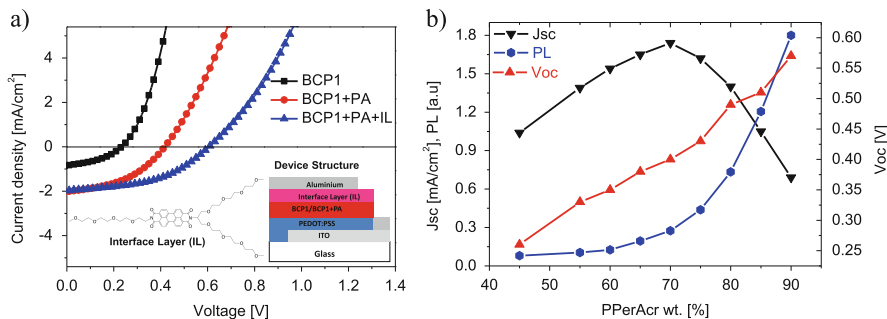 a)
Current density [mA/cm²]
4
2
0
-2
-4
0.0 0.2 0.4 0.6 0.8 1.0 1.2 1.4
Voltage [V]
BCP1
BCP1+PA
BCP1+PA+IL
Device Structure
Aluminium
Interface Layer (IL)
BCP1/BCP1+PA
PEDOT:PSS
ITO
Glass
Interface Layer (IL)
b)
Jsc [mA/cm²]. PL [a.u]
1.8
1.5
1.2
0.9
0.6
0.3
0.0
Jsc
PL
Voc
40 50 60 70 80 90
PPerAcr wt. [%]
0.60
0.55
0.50
0.45
0.40
0.35
0.30
0.25
Voc [V]